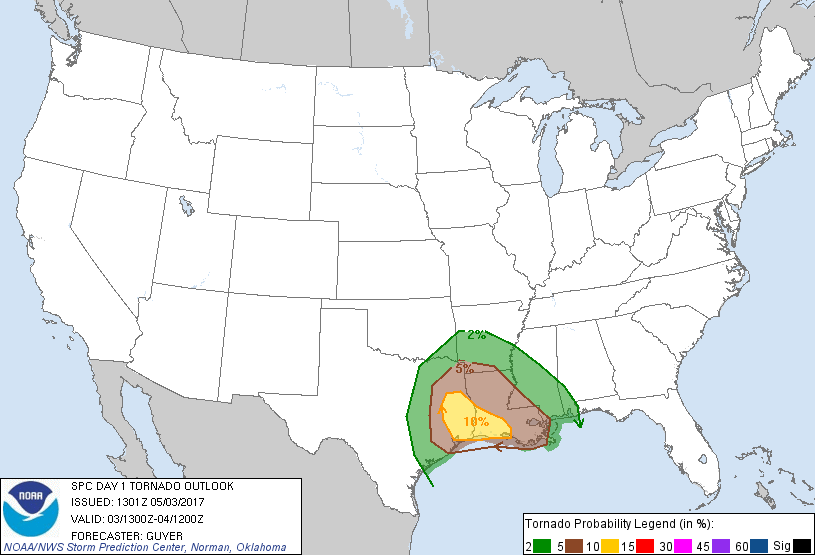 2%
5%
10%
NOAA
SPC DAY 1 TORNADO OUTLOOK
ISSUED: 1301Z 05/03/2017
VALID: 03/1300Z-04/1200Z
FORECASTER: GUYER
NOAA/NWS Storm Prediction Center, Norman, Oklahoma
Tornado Probability Legend (in %):
2 5 10 15 30 45 60 Sig